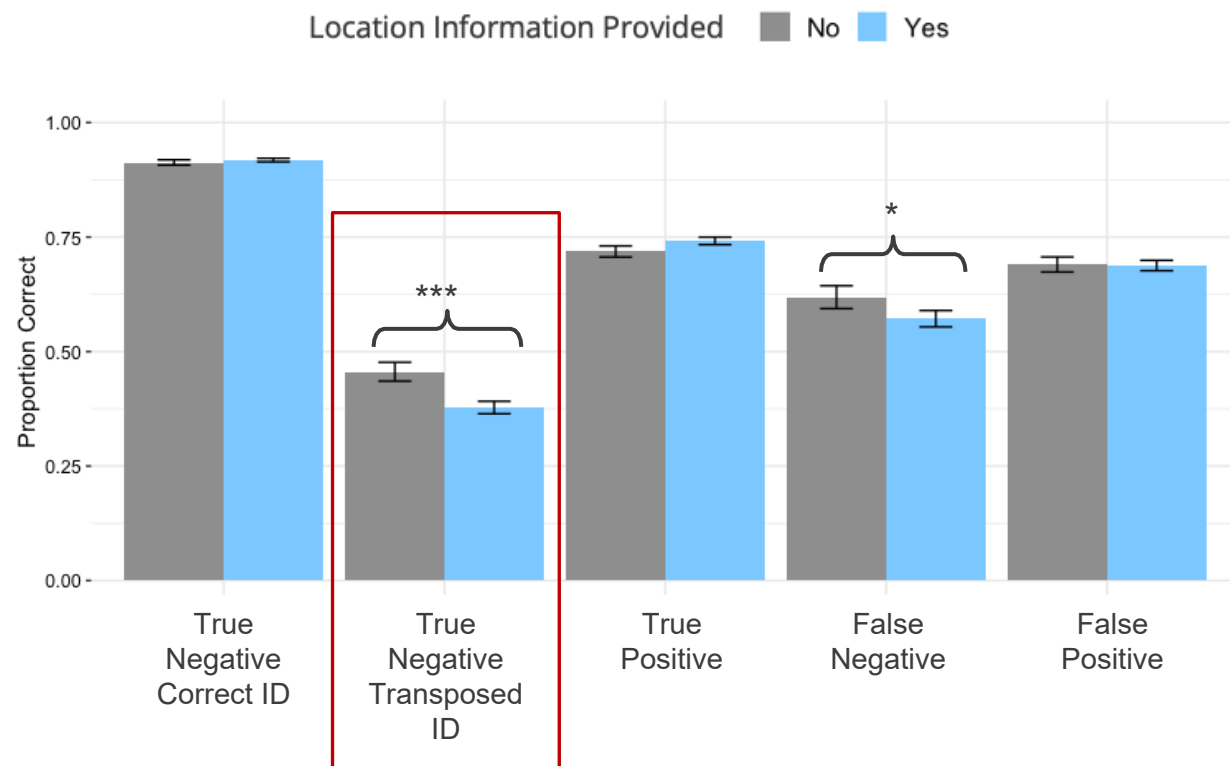 Location Information Provided No Yes
1.00
0.75
0.50
0.25
0.00
Proportion Correct
***
*
True
Negative
Correct ID
True
Negative
Transposed
ID
True
Positive
False
Negative
False
Positive